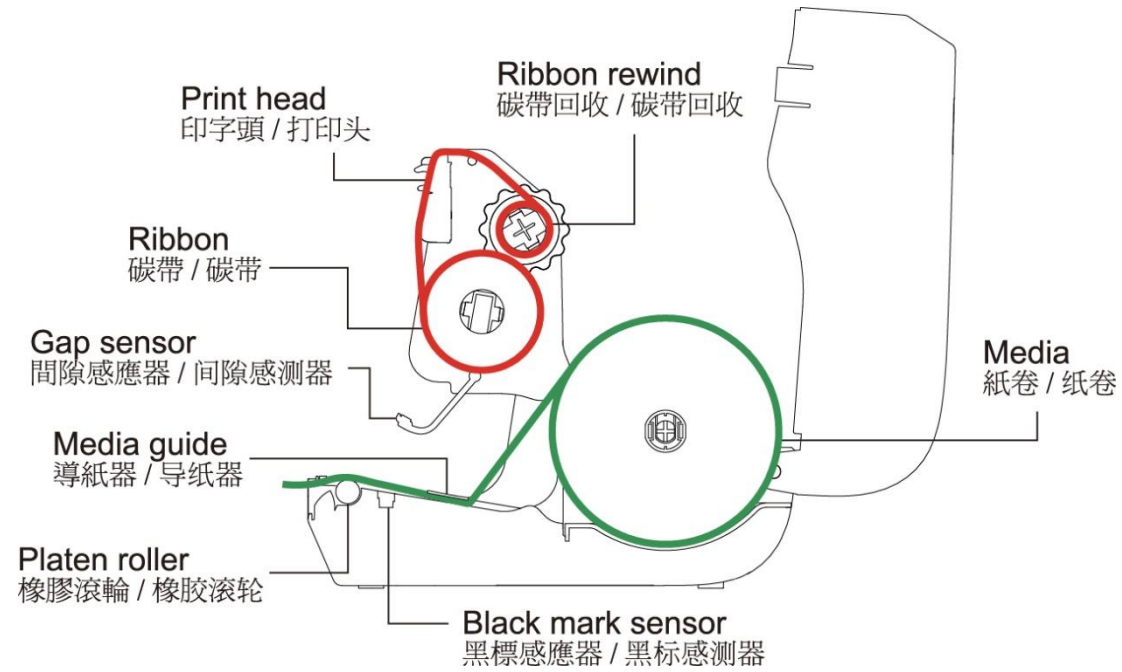 Ribbon rewind
碳帶回收 / 碳带回收
Print head
印字頭 / 打印头
Ribbon
碳帶 / 碳带
Gap sensor
間隙感應器 / 间隙感测器
Media
紙卷 / 纸卷
Media guide
導紙器 / 导纸器
Platen roller
橡膠滾輪 / 橡胶滚轮
Black mark sensor
黑標感應器 / 黑标感测器